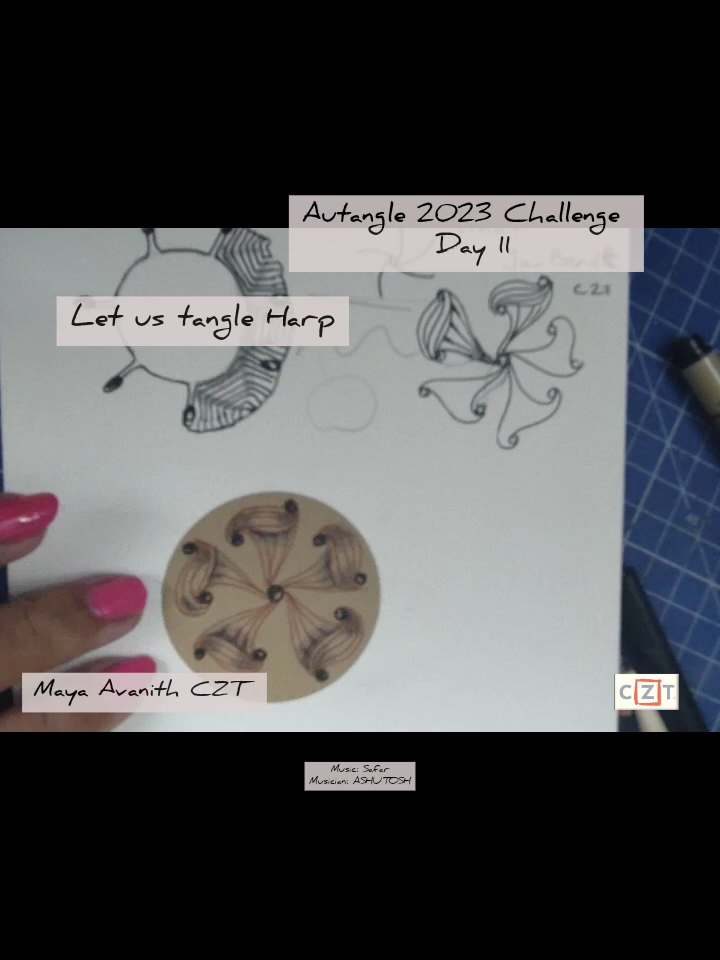 Autangle 2023 Challenge
Day 11
Let us tangle Harp
CZT
Maya Avanith CZT
CZT
Music: Safar
Musician: ASHUTOSH